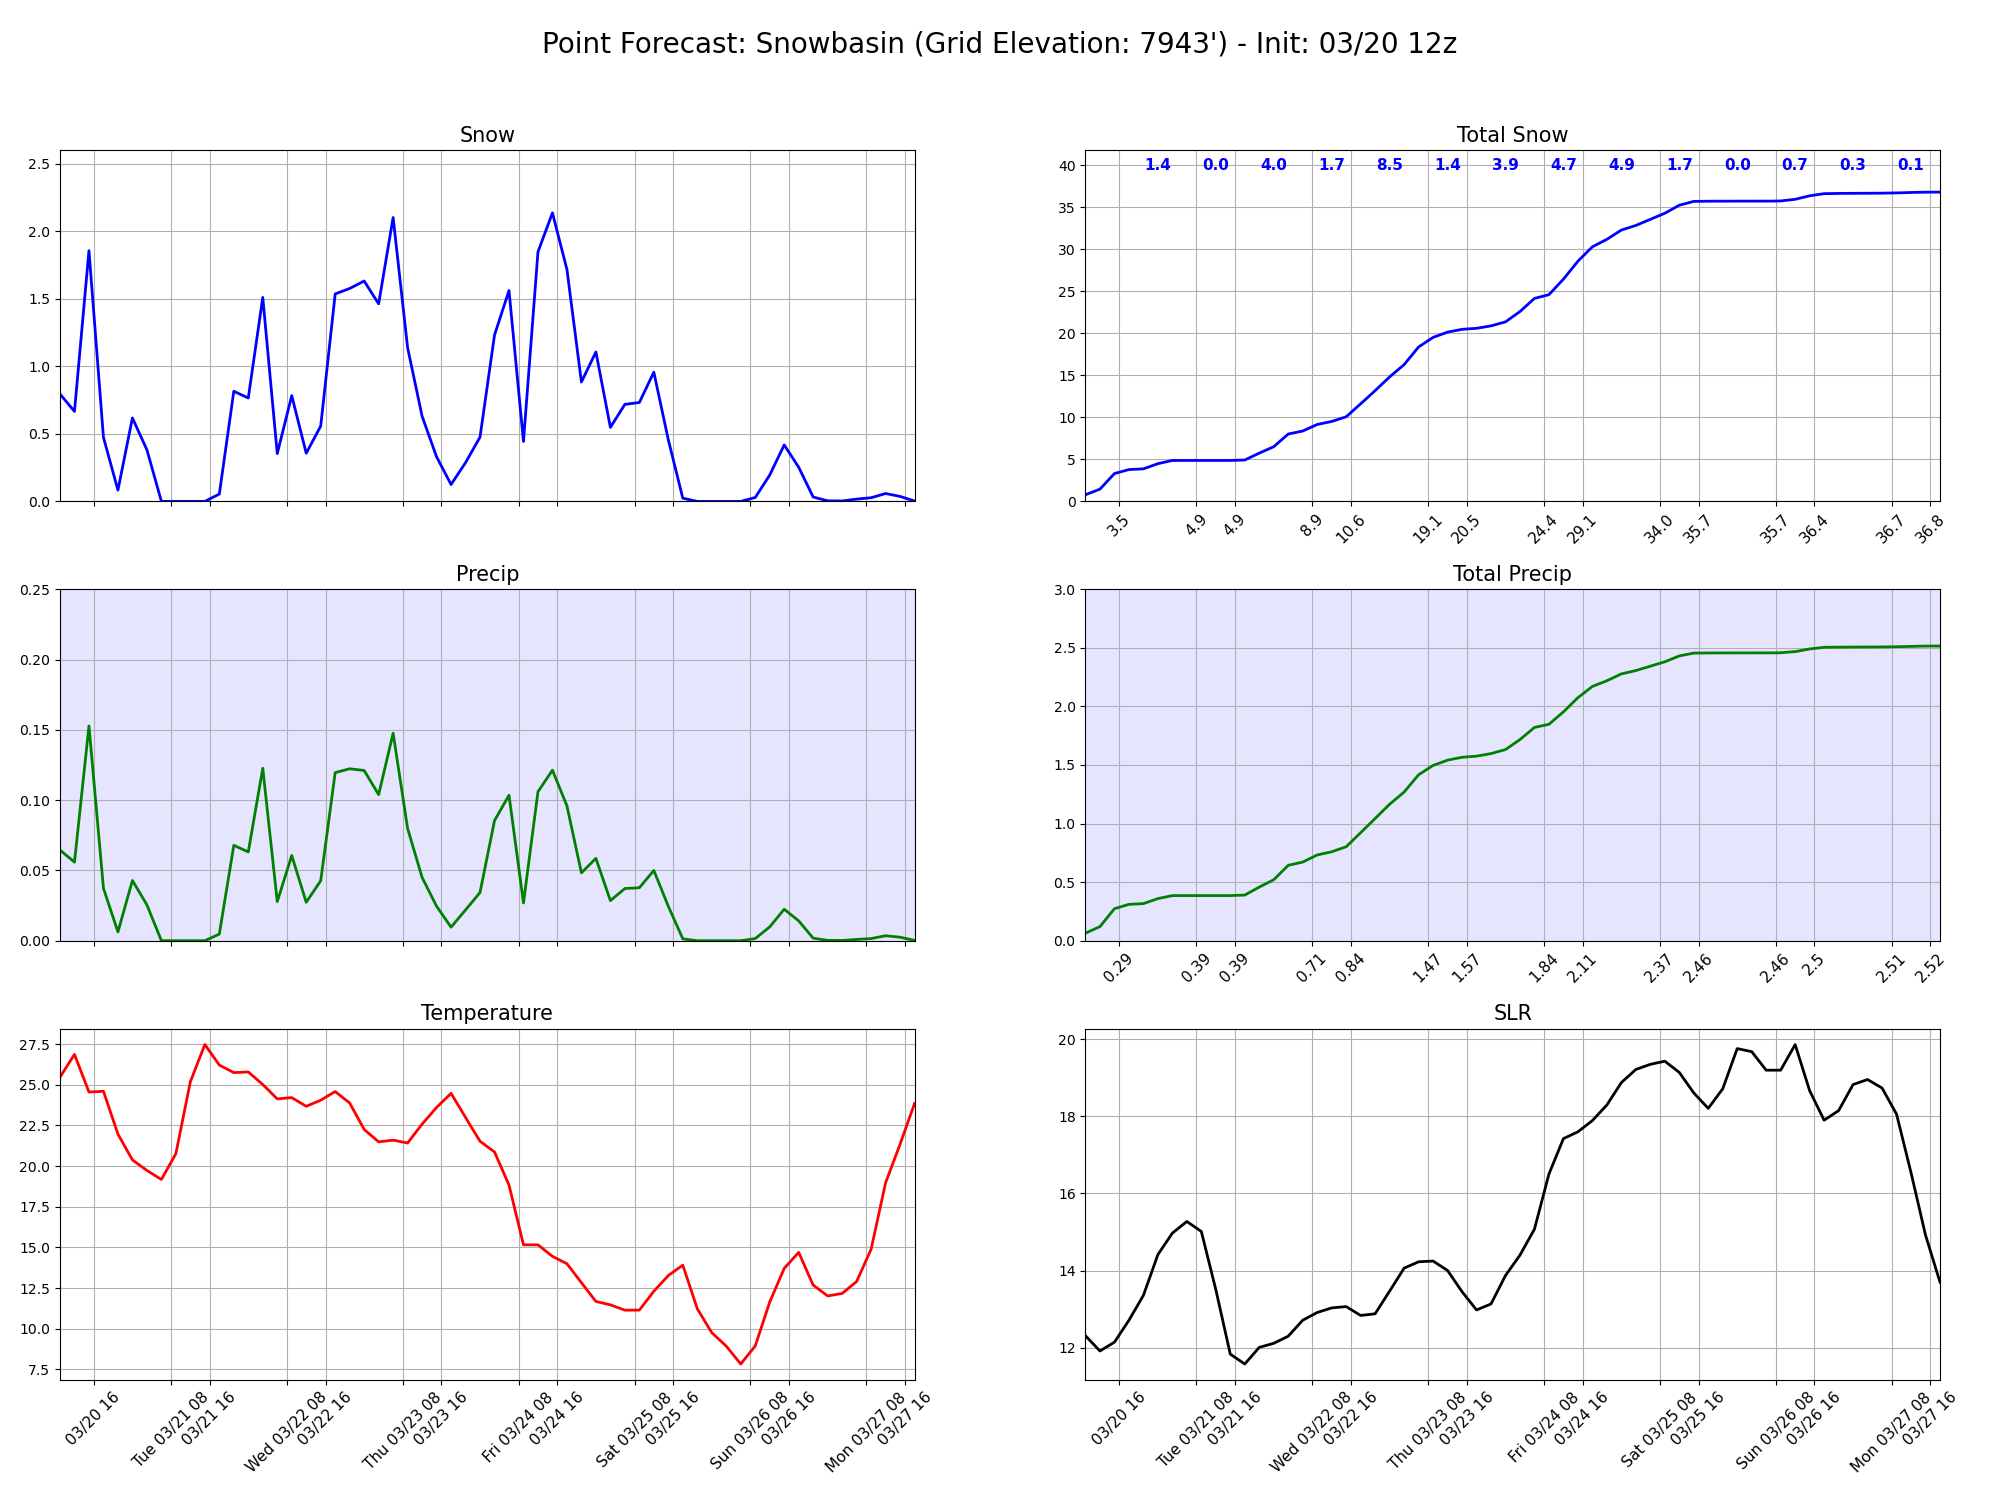 Point Forecast: Snowbasin (Grid Elevation: 7943') - Init: 03/20 12z
Snow
2.5
2.0
1.5
1.0
0.5
0.0
Total Snow
1.4 0.0 4.0 1.7 8.5 1.4 3.9 4.7 4.9 1.7 0.0 0.7 0.3 0.1
40
35
30
25
20
15
10
5
0
3.5 4.9 4.9 8.9 10.6 19.1 20.5 24.4 29.1 34.0 35.7 35.7 36.4 36.7 36.8
Precip
0.25
0.20
0.15
0.10
0.05
0.00
Total Precip
3.0
2.5
2.0
1.5
1.0
0.5
0.0
0.29 0.39 0.39 0.71 0.84 1.47 1.57 1.84 2.11 2.37 2.46 2.46 2.5 2.51 2.52
Temperature
27.5
25.0
22.5
20.0
17.5
15.0
12.5
10.0
7.5
03/20 16
Tue 03/21 08
03/21 16
Wed 03/22 08
03/22 16
Thu 03/23 08
03/23 16
Fri 03/24 08
03/24 16
Sat 03/25 08
03/25 16
Sun 03/26 08
03/26 16
Mon 03/27 08
03/27 16
SLR
20
18
16
14
12
03/20 16
Tue 03/21 08
03/21 16
Wed 03/22 08
03/22 16
Thu 03/23 08
03/23 16
Fri 03/24 08
03/24 16
Sat 03/25 08
03/25 16
Sun 03/26 08
03/26 16
Mon 03/27 08
03/27 16